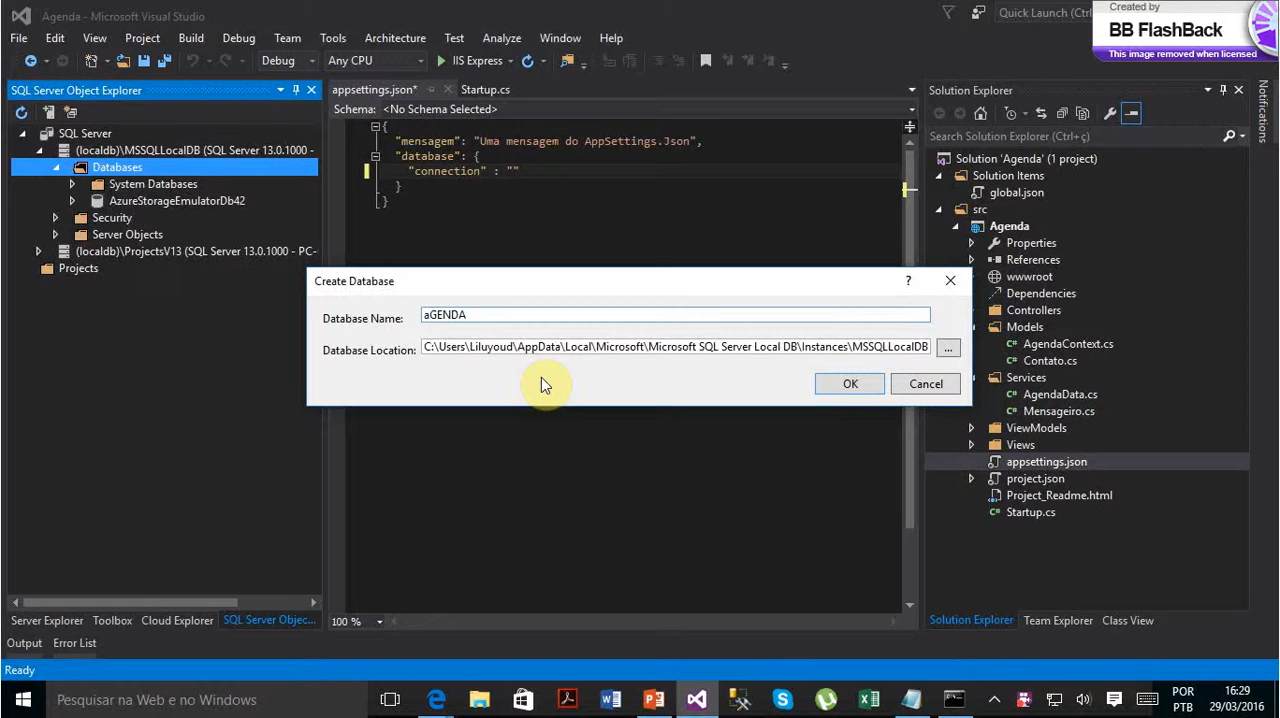 Agenda - Microsoft Visual Studio
Quick Launch (Ctrl
Created by
BB FlashBack
This image removed when licensed
File Edit View Project Build Debug Team Tools Architecture Test Analyze Window Help
Debug Any CPU IIS Express
SQL Server Object Explorer
SQL Server
(localdb)\MSSQLLocalDB (SQL Server 13.0.1000 -
Databases
System Databases
AzureStorageEmulatorDb42
Security
Server Objects
(localdb)\ProjectsV13 (SQL Server 13.0.1000 - PC-
Projects
appsettings.json* Startup.cs
Schema: <No Schema Selected>
{
"mensagem": "Uma mensagem do AppSettings.Json",
"database": {
"connection" : ""
}
}
Create Database
?
Database Name: aGENDA
Database Location: C:\Users\Liluyoud\AppData\Local\Microsoft\Microsoft SQL Server Local DB\Instances\MSSQLLocalDB ...
OK Cancel
Solution Explorer
Search Solution Explorer (Ctrl+ç)
Solution 'Agenda' (1 project)
Solution Items
global.json
src
Agenda
Properties
References
wwwroot
Dependencies
Controllers
Models
AgendaContext.cs
Contato.cs
Services
AgendaData.cs
Mensageiro.cs
ViewModels
Views
appsettings.json
project.json
Project_Readme.html
Startup.cs
Notifications
100 %
Server Explorer Toolbox Cloud Explorer SQL Server Objec...
Solution Explorer Team Explorer Class View
Output Error List
Ready
Pesquisar na Web e no Windows
POR
PTB
16:29
29/03/2016